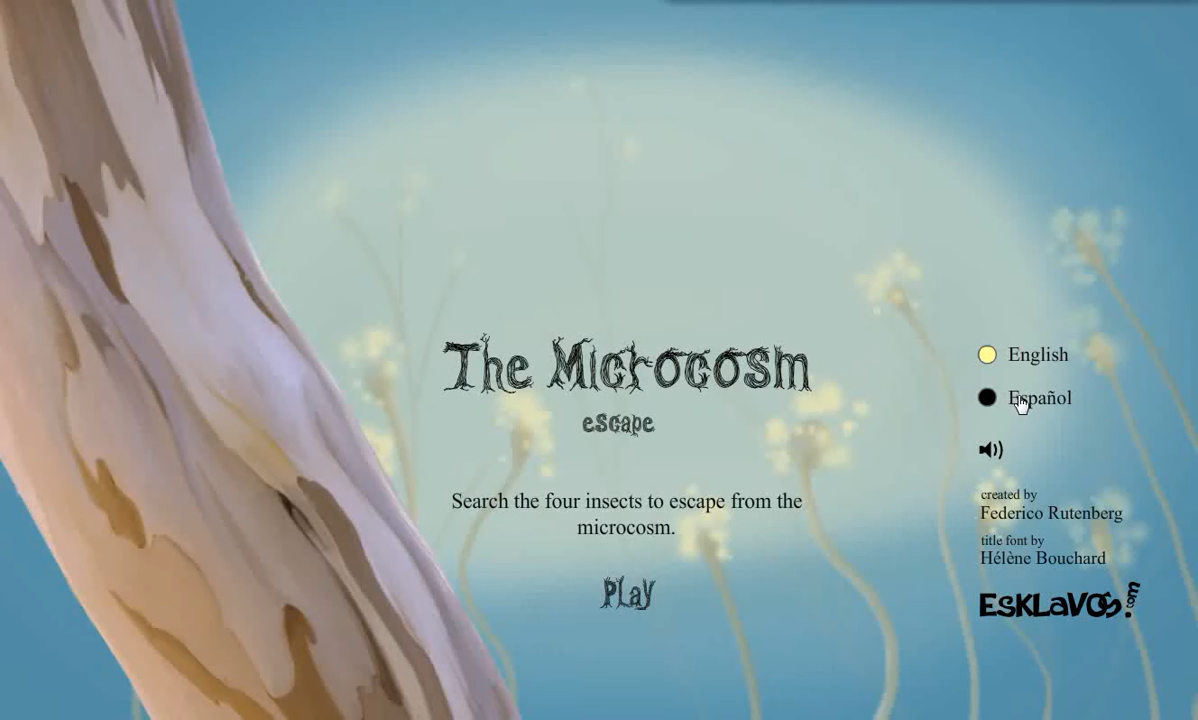 The Microcosm
escape
Search the four insects to escape from the
microcosm.
Play
English
Español
created by
Federico Rutenberg
title font by
Hélène Bouchard
ESKLaVOS!.com